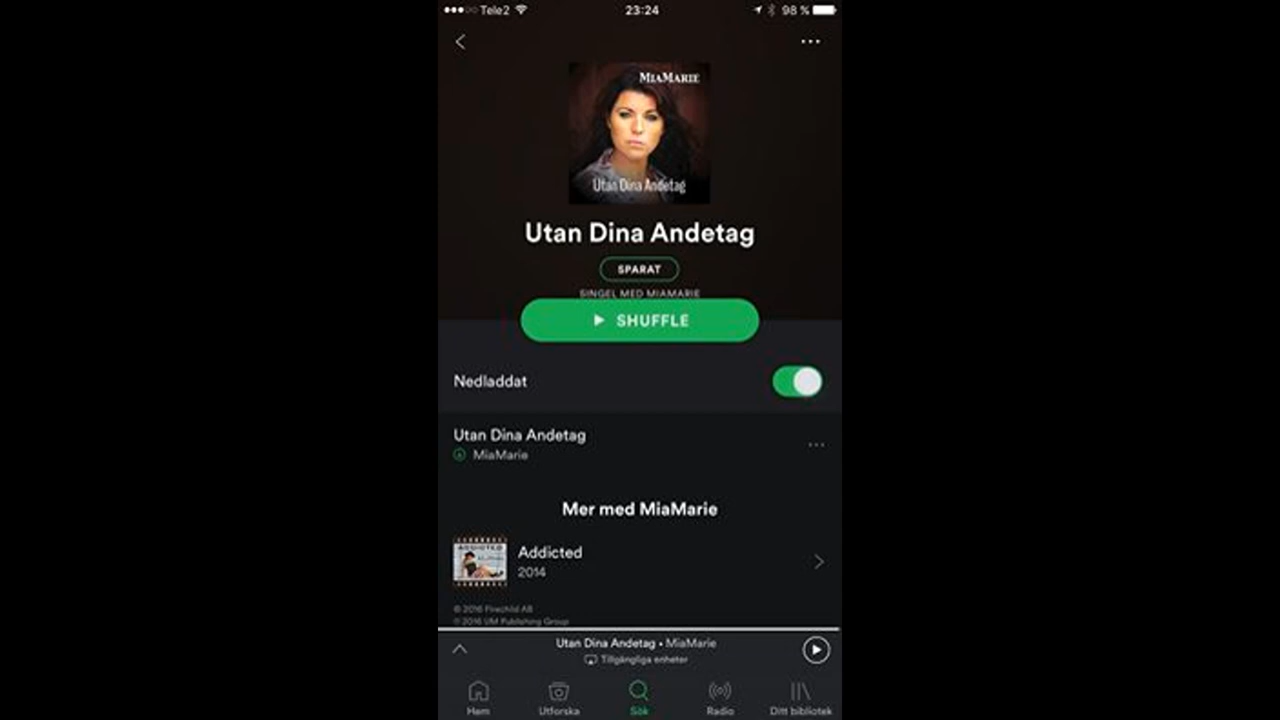 Tele2 23:24 98 %
MIAMARIE
Utan Dina Andetag
Utan Dina Andetag
SPARAT
SINGEL MED MIAMARIE
SHUFFLE
Nedladdat
Utan Dina Andetag
MiaMarie
Mer med MiaMarie
ADDICTED
Addicted
2014
© 2016 Firechild AB
℗ 2016 UM Publishing Group
Utan Dina Andetag • MiaMarie
Tillgängliga enheter
Hem Utforska Sök Radio Ditt bibliotek